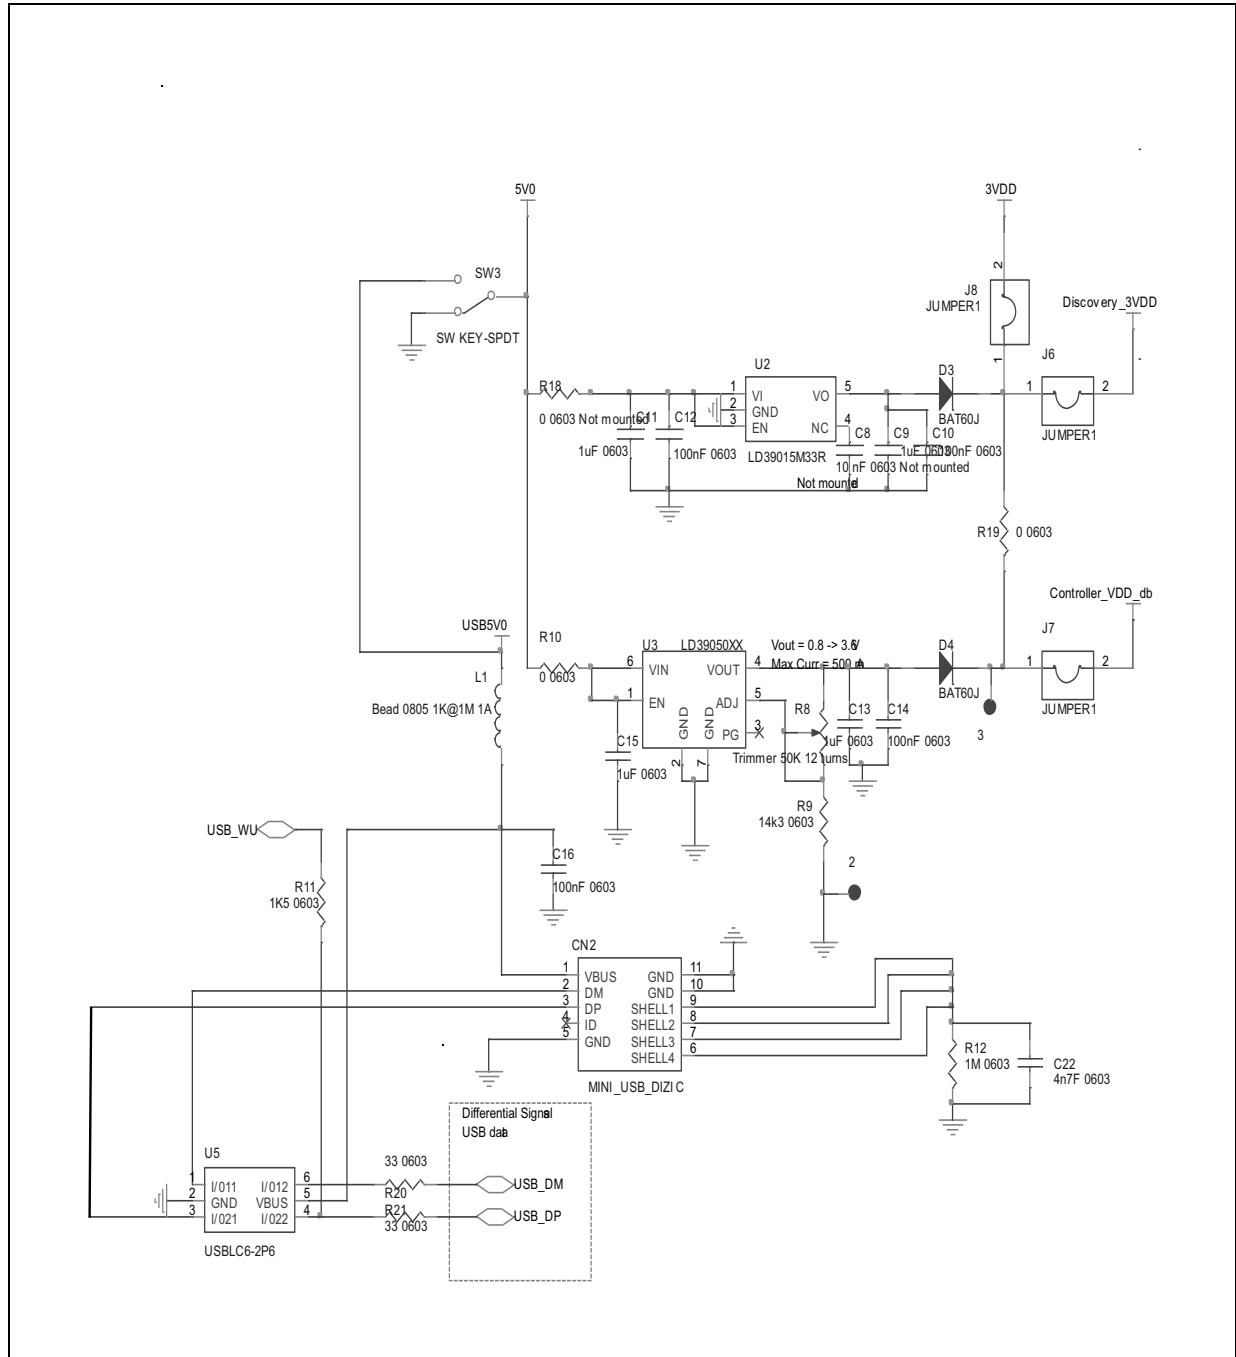 5V0
3VDD
SW3
SW KEY-SPDT
2
J8
JUMPER1
1
Discovery_3VDD
J6
1
2
JUMPER1
R18
0 0603 Not mounted
C11
1uF 0603
C12
100nF 0603
U2
1
2
3
VI
GND
EN
VO
NC
5
4
LD39015M33R
C8
10 nF 0603
Not mounted
C9
1uF 0603
Not mounted
C10
100nF 0603
D3
BAT60J
R19
0 0603
Controller_VDD_db
USB5V0
R10
0 0603
L1
Bead 0805 1K@1M 1A
U3
LD39050XX
6
1
VIN
EN
VOUT
ADJ
PG
GND
GND
4
5
3
2
7
Vout = 0.8 -> 3.6V
Max Curr = 500 mA
C15
1uF 0603
R8
Trimmer 50K 12 turns
C13
1uF 0603
C14
100nF 0603
D4
BAT60J
3
J7
1
2
JUMPER1
R9
14k3 0603
2
USB_WU
R11
1K5 0603
C16
100nF 0603
CN2
1
2
3
4
5
VBUS
DM
DP
ID
GND
GND
GND
SHELL1
SHELL2
SHELL3
SHELL4
11
10
9
8
7
6
MINI_USB_DIZIC
R12
1M 0603
C22
4n7F 0603
Differential Signals
USB data
U5
1
2
3
I/011
GND
I/021
I/012
VBUS
I/022
6
5
4
USBLC6-2P6
33 0603
R20
R21
33 0603
USB_DM
USB_DP